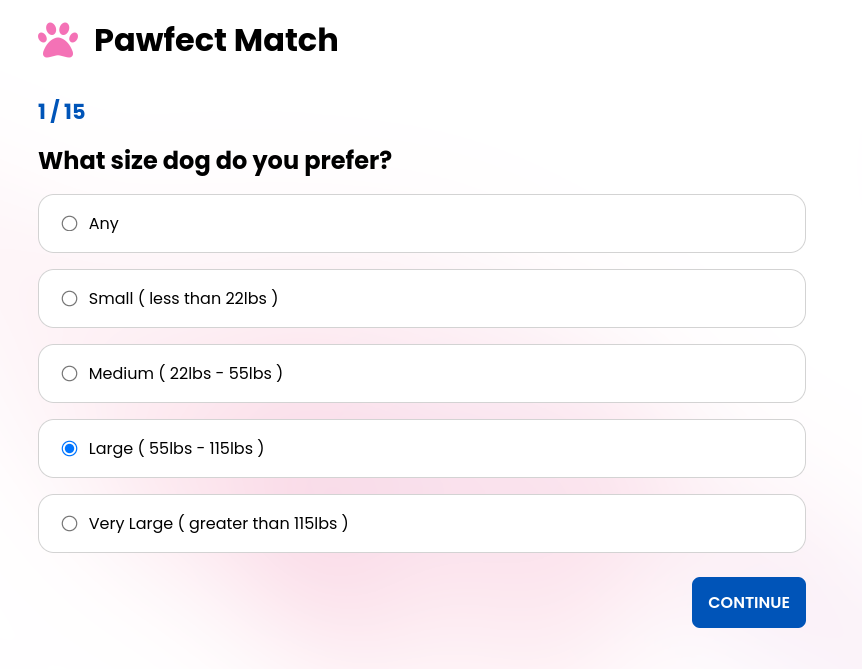 Pawfect Match
1 / 15
What size dog do you prefer?
Any
Small ( less than 22lbs )
Medium ( 22lbs - 55lbs )
Large ( 55lbs - 115lbs )
Very Large ( greater than 115lbs )
CONTINUE